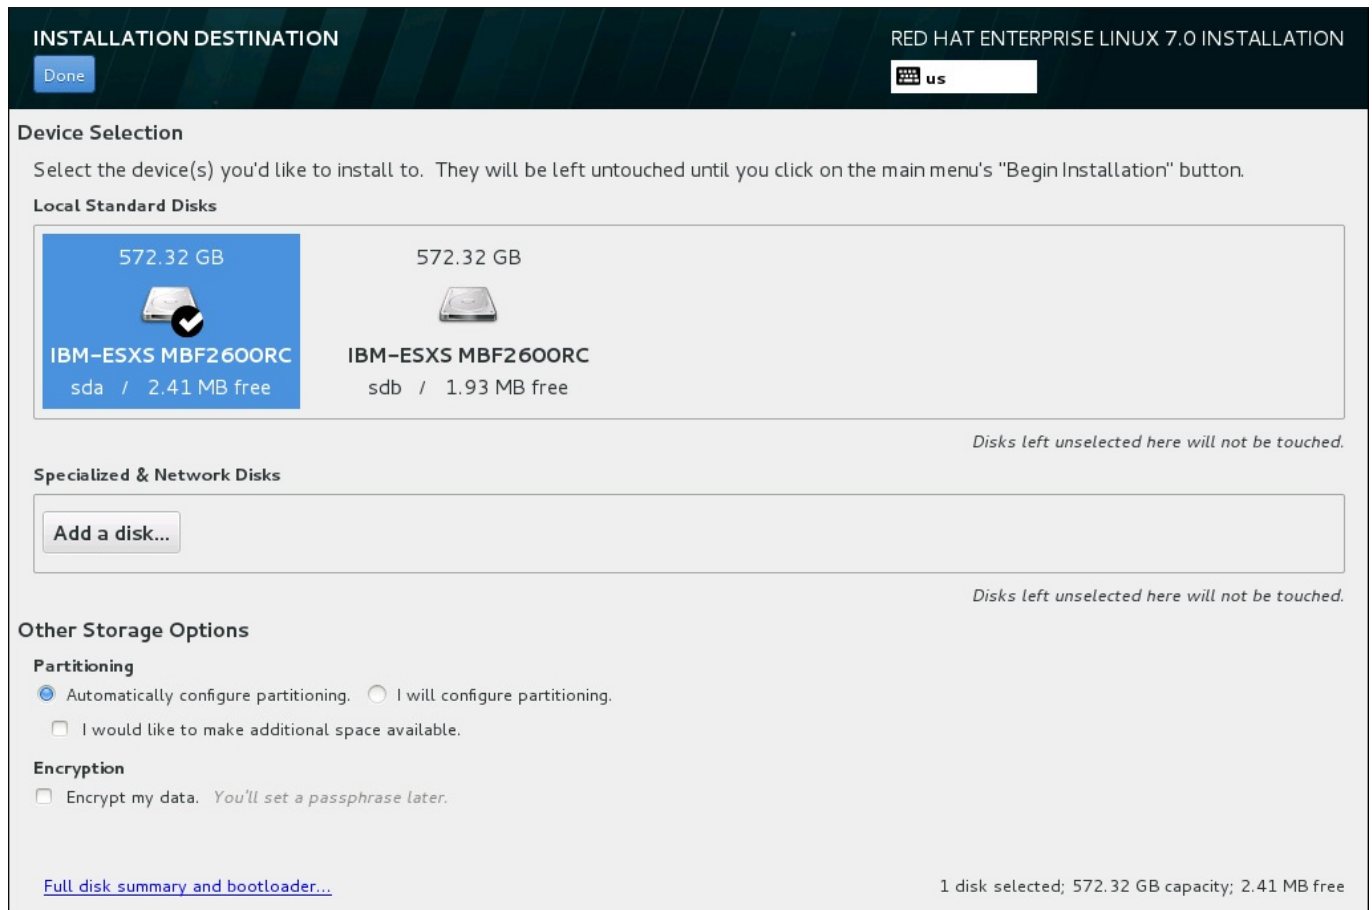 INSTALLATION DESTINATION
RED HAT ENTERPRISE LINUX 7.0 INSTALLATION
Done
us
Device Selection
Select the device(s) you'd like to install to. They will be left untouched until you click on the main menu's "Begin Installation" button.
Local Standard Disks
572.32 GB
IBM-ESXS MBF2600RC
sda / 2.41 MB free
572.32 GB
IBM-ESXS MBF2600RC
sdb / 1.93 MB free
Disks left unselected here will not be touched.
Specialized & Network Disks
Add a disk...
Disks left unselected here will not be touched.
Other Storage Options
Partitioning
Automatically configure partitioning. I will configure partitioning.
I would like to make additional space available.
Encryption
Encrypt my data. You'll set a passphrase later.
Full disk summary and bootloader...
1 disk selected; 572.32 GB capacity; 2.41 MB free